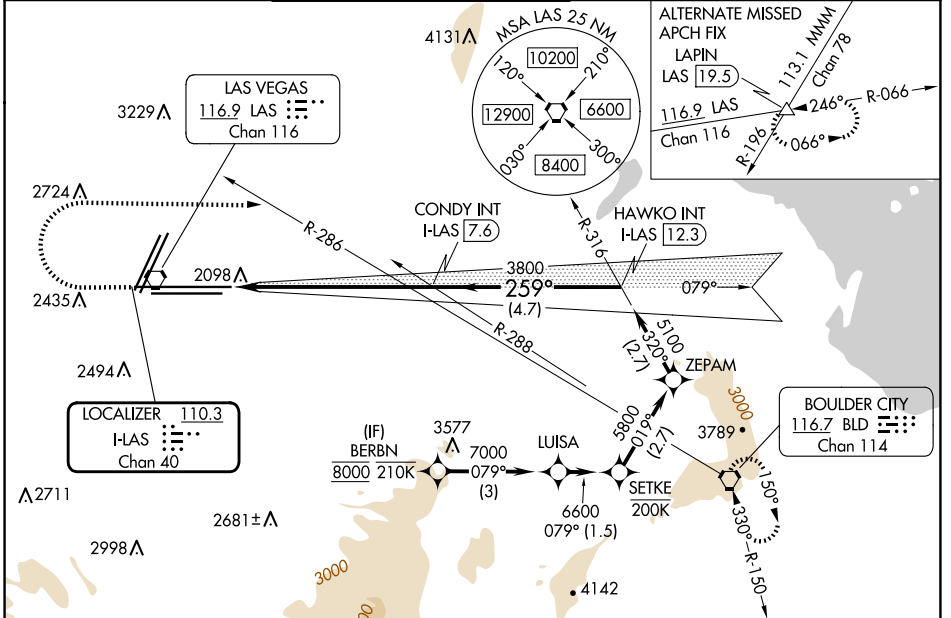 4131
MSA LAS 25 NM
10200
120°
210°
12900
6600
030°
300°
8400
ALTERNATE MISSED
APCH FIX
LAPIN
LAS 19.5
113.1 MMM
Chan 78
116.9 LAS
Chan 116
246°
R-066
066°
R-196
LAS VEGAS
116.9 LAS
Chan 116
3229
2724
R-286
CONDY INT
I-LAS 7.6
R-316
HAWKO INT
I-LAS 12.3
2098
3800
259°
(4.7)
079°
2435
R-288
5100
320°
(2.7)
ZEPAM
2494
LOCALIZER 110.3
I-LAS
Chan 40
3000
3789
BOULDER CITY
116.7 BLD
Chan 114
5800
019°
(2.7)
(IF)
BERBN
8000 210K
3577
7000
079°
(3)
LUISA
SETKE
200K
6600
079° (1.5)
150°
330°
R-150
2711
2681±
2998
3000
4142